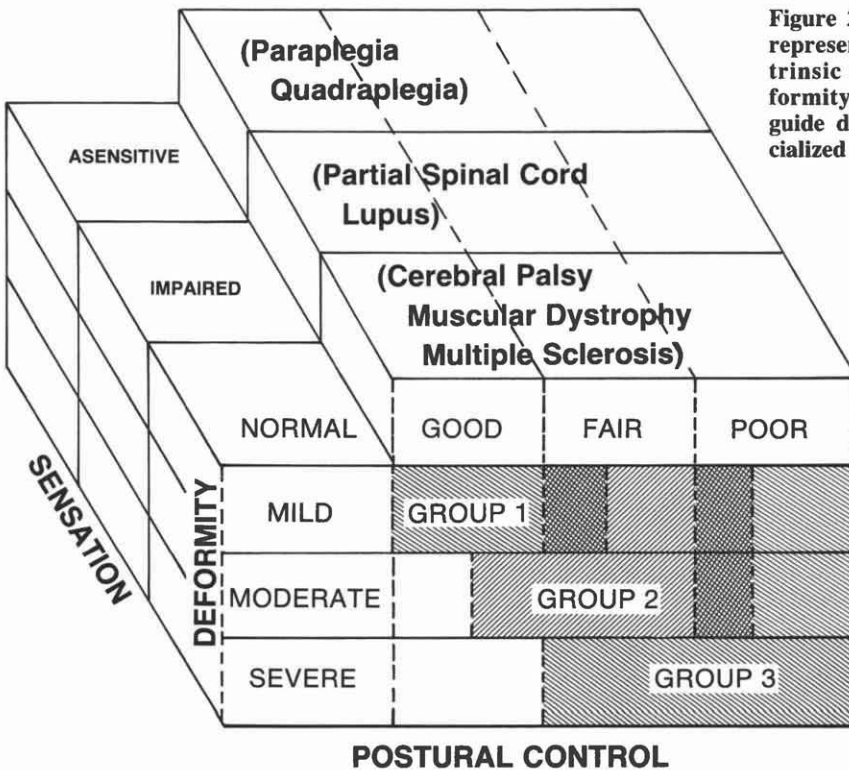 (Paraplegia
Quadraplegia)
ASENSITIVE
(Partial Spinal Cord
Lupus)
IMPAIRED
(Cerebral Palsy
Muscular Dystrophy
Multiple Sclerosis)
NORMAL GOOD FAIR POOR
SENSATION
DEFORMITY
MILD GROUP 1
MODERATE GROUP 2
SEVERE GROUP 3
POSTURAL CONTROL
Figure
represen
trinsic
formity
guide d
cialized